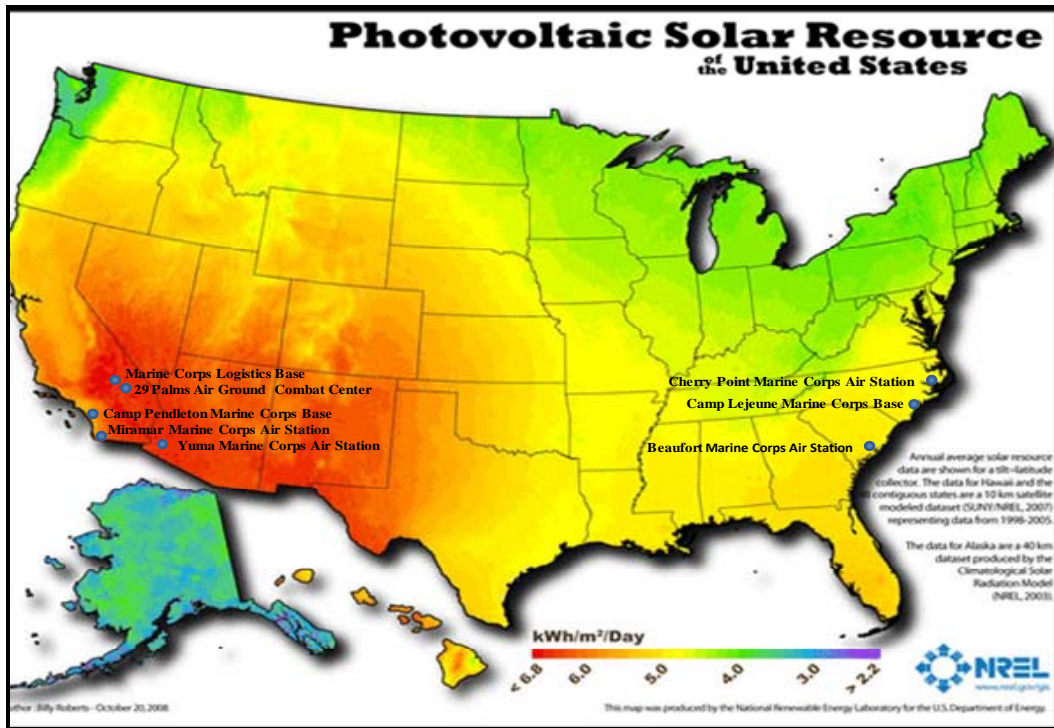 Photovoltaic Solar Resource
of the United States
Marine Corps Logistics Base
29 Palms Air Ground Combat Center
Camp Pendleton Marine Corps Base
Miramar Marine Corps Air Station
Yuma Marine Corps Air Station
Cherry Point Marine Corps Air Station
Camp Lejeune Marine Corps Base
Beaufort Marine Corps Air Station
Annual average solar resource
data are shown for a tilt=latitude
collector. The data for Hawaii and the
contiguous states are a 10 km satellite
modeled dataset (SUNY/NREL, 2007)
representing data from 1998-2005.
The data for Alaska are a 40 km
dataset produced by the
Climatological Solar
Radiation Model
(NREL, 2003).
kWh/m²/Day
< 6.8 6.0 5.0 4.0 3.0 > 2.2
NREL
www.nrel.gov/gis
uthor : Billy Roberts - October 20, 2008
This map was produced by the National Renewable Energy Laboratory for the U.S. Department of Energy.